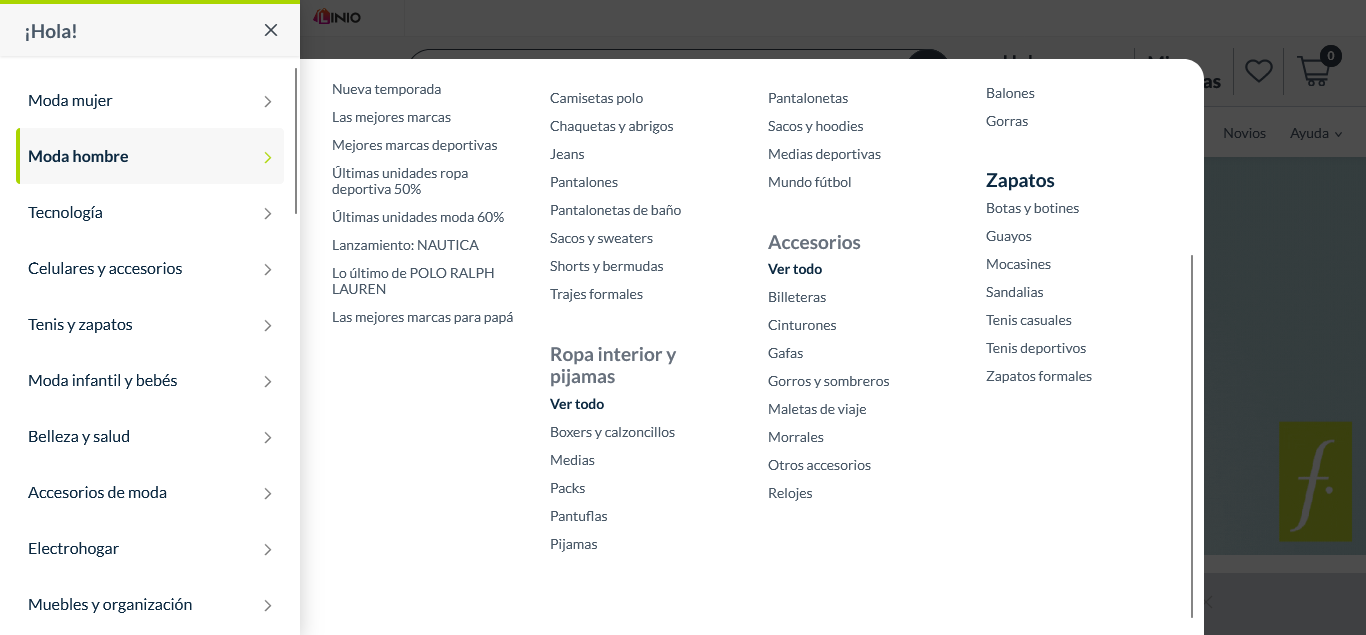 ¡Hola!
Moda mujer
Moda hombre
Tecnología
Celulares y accesorios
Tenis y zapatos
Moda infantil y bebés
Belleza y salud
Accesorios de moda
Electrohogar
Muebles y organización
LINIO
0
Novios
Ayuda
Nueva temporada
Las mejores marcas
Mejores marcas deportivas
Últimas unidades ropa
deportiva 50%
Últimas unidades moda 60%
Lanzamiento: NAUTICA
Lo último de POLO RALPH
LAUREN
Las mejores marcas para papá
Camisetas polo
Chaquetas y abrigos
Jeans
Pantalones
Pantalonetas de baño
Sacos y sweaters
Shorts y bermudas
Trajes formales
Ropa interior y
pijamas
Ver todo
Boxers y calzoncillos
Medias
Packs
Pantuflas
Pijamas
Pantalonetas
Sacos y hoodies
Medias deportivas
Mundo fútbol
Accesorios
Ver todo
Billeteras
Cinturones
Gafas
Gorros y sombreros
Maletas de viaje
Morrales
Otros accesorios
Relojes
Balones
Gorras
Zapatos
Botas y botines
Guayos
Mocasines
Sandalias
Tenis casuales
Tenis deportivos
Zapatos formales
f.